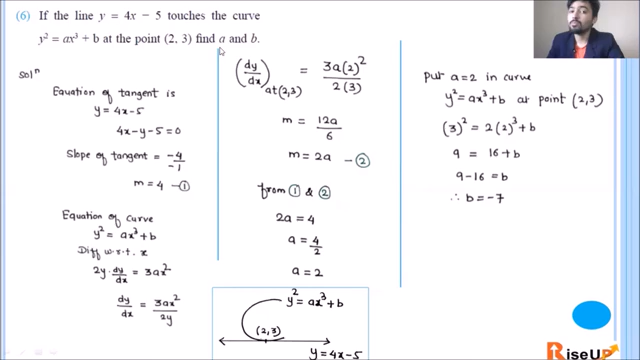 (6) If the line y = 4x − 5 touches the curve
y² = ax³ + b at the point (2, 3) find a and b.
Solⁿ
Equation of tangent is
y = 4x-5
4x-y-5=0
Slope of tangent = -4/-1
m = 4 —①
Equation of curve
y² = ax³+b
Diff w.r.t. x
2y·dy/dx = 3ax²
dy/dx = 3ax²/2y
(dy/dx) at (2,3) = 3a(2)²/2(3)
m = 12a/6
m = 2a —②
from ① & ②
2a = 4
a = 4/2
a = 2
y² = ax³+b
(2,3)
y = 4x-5
Put a=2 in curve
y²=ax³+b at point (2,3)
(3)² = 2(2)³+b
9 = 16+b
9-16 = b
∴ b = -7
RiseUP